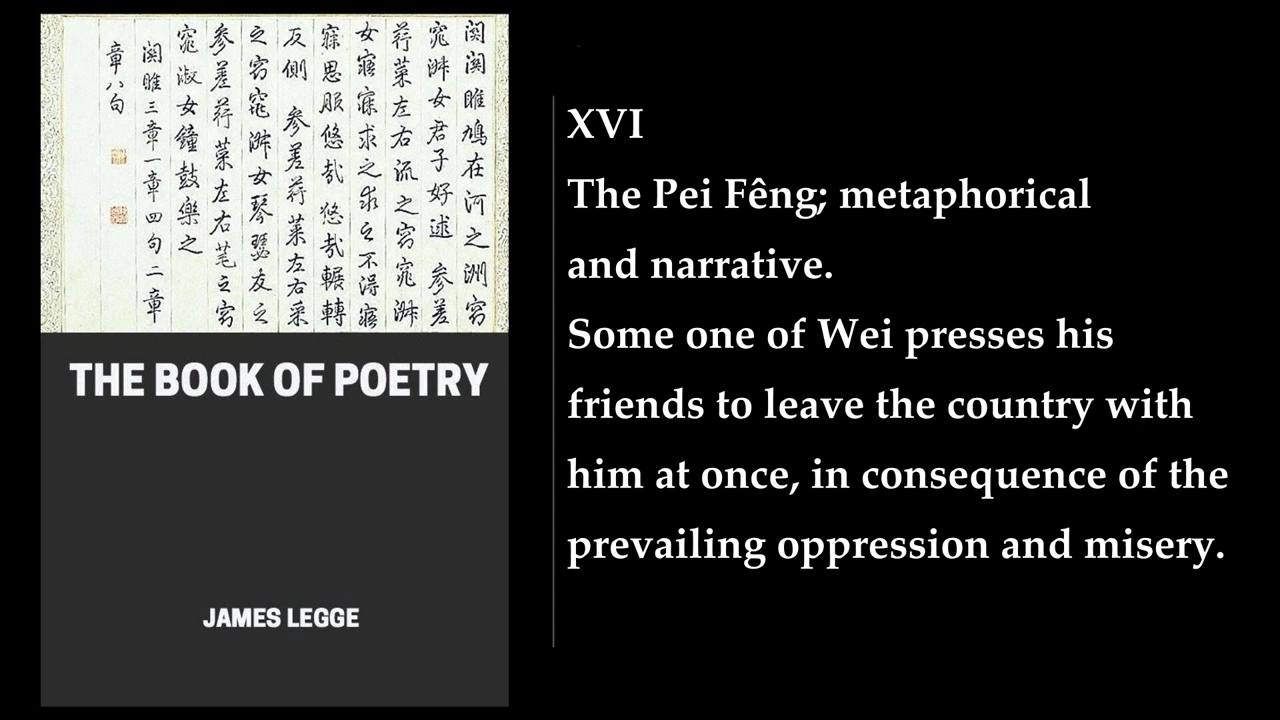 关关雎鳩在河之洲窈
窕淑女君子好逑 參差
荇菜左右流之窈窕淑
女寤寐求之求之不得寤
寐思服悠哉悠哉輾轉
反側 參差荇菜左右采
之窈窕淑女琴瑟友之
參差荇菜左右芼之窈
窕淑女鐘鼓樂之
关雎三章一章四句二章
章八句
THE BOOK OF POETRY
JAMES LEGGE
XVI
The Pei Fêng; metaphorical
and narrative.
Some one of Wei presses his
friends to leave the country with
him at once, in consequence of the
prevailing oppression and misery.